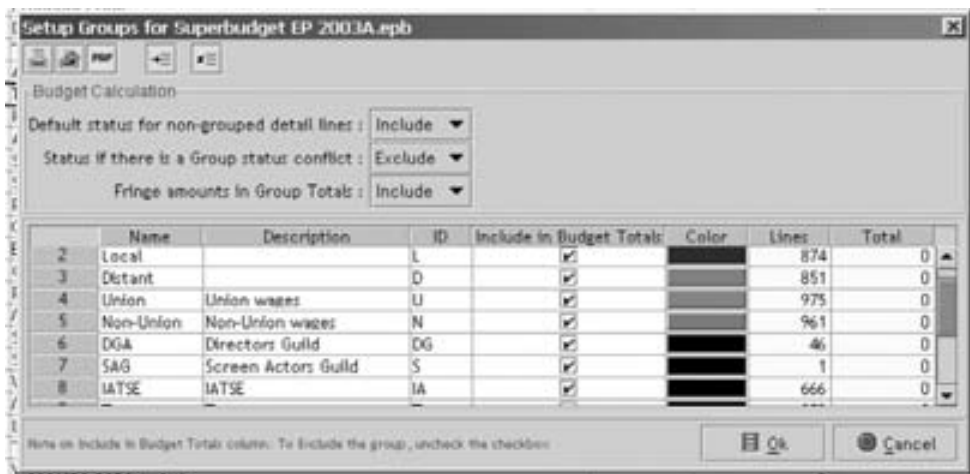 Setup Groups for Superbudget EP 2003A.epb
PDF
Budget Calculation
Default status for non-grouped detail lines : Include
Status if there is a Group status conflict : Exclude
Fringe amounts in Group Totals : Include
Name Description ID Include in Budget Totals Color Lines Total
2 Local L 874 0
3 Distant D 851 0
4 Union Union wages U 975 0
5 Non-Union Non-Union wages N 961 0
6 DGA Directors Guild DG 46 0
7 SAG Screen Actors Guild S 1 0
8 IATSE IATSE IA 666 0
Note on Include in Budget Totals column: To Exclude the group, uncheck the checkbox
Ok Cancel